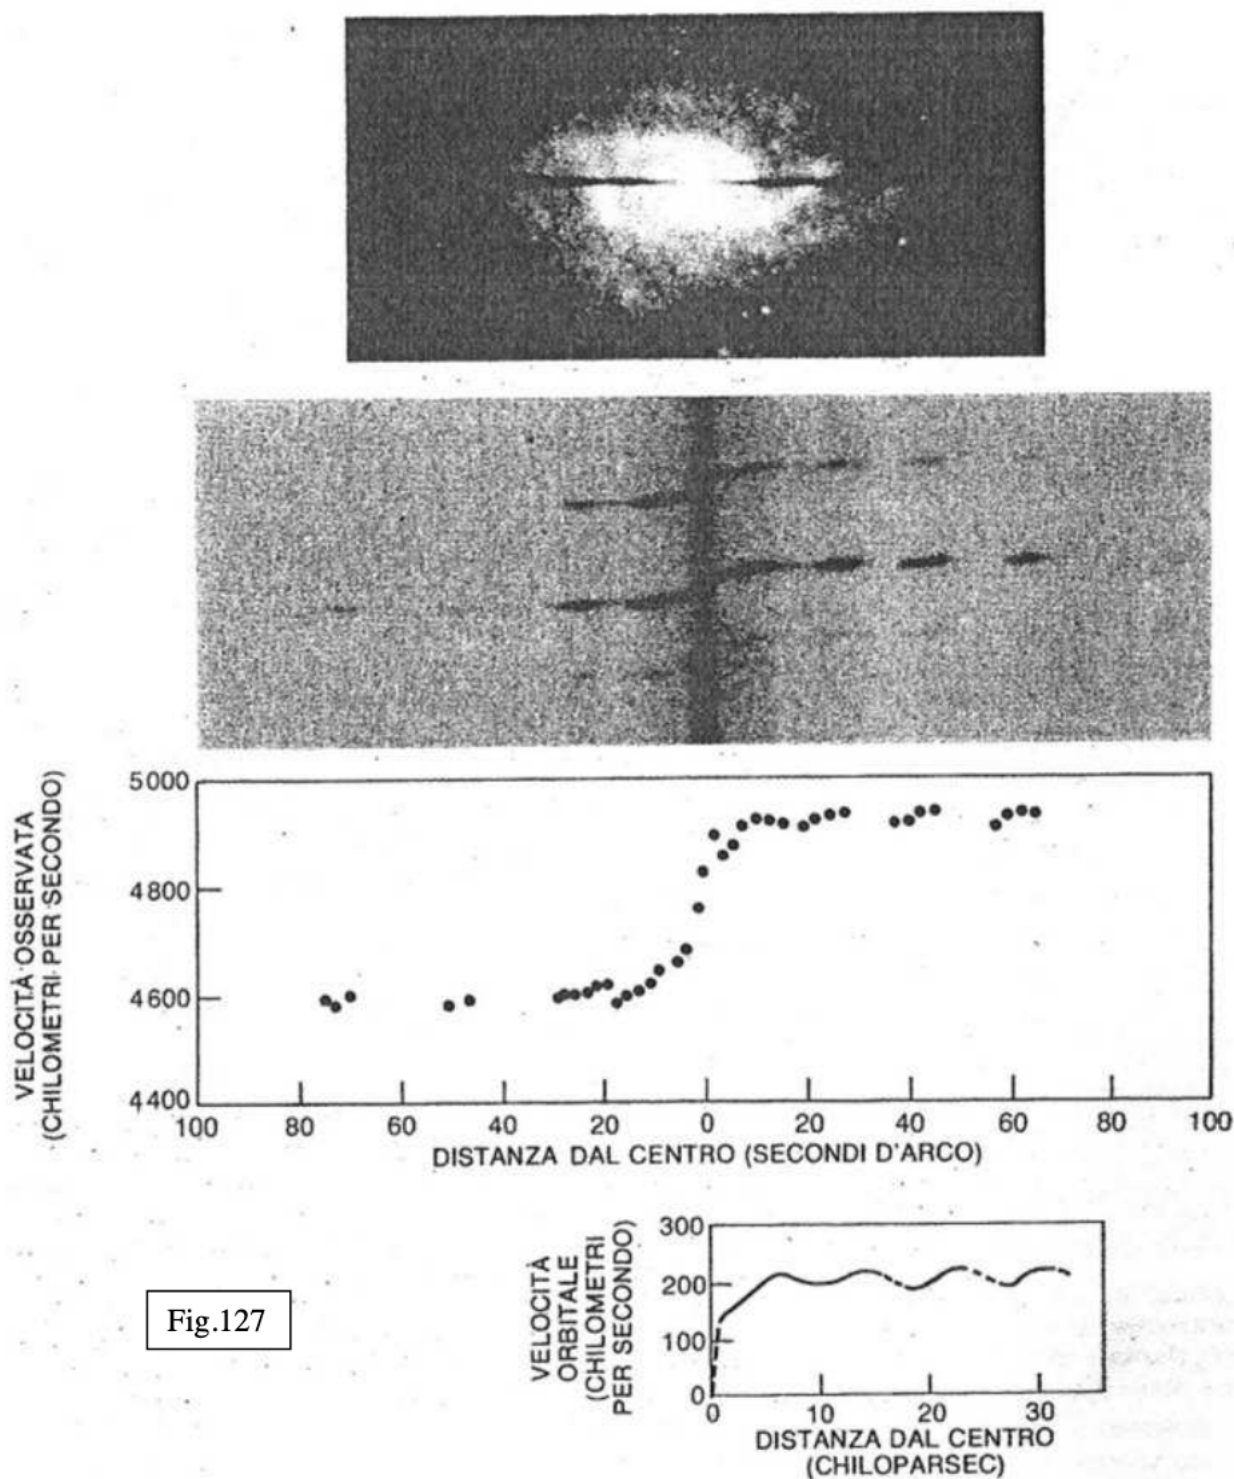 5000
4800
4600
4400
VELOCITÀ OSSERVATA
(CHILOMETRI PER SECONDO)
100 80 60 40 20 0 20 40 60 80 100
DISTANZA DAL CENTRO (SECONDI D'ARCO)
300
200
100
0
VELOCITÀ
ORBITALE
(CHILOMETRI
PER SECONDO)
0 10 20 30
DISTANZA DAL CENTRO
(CHILOPARSEC)
Fig.127